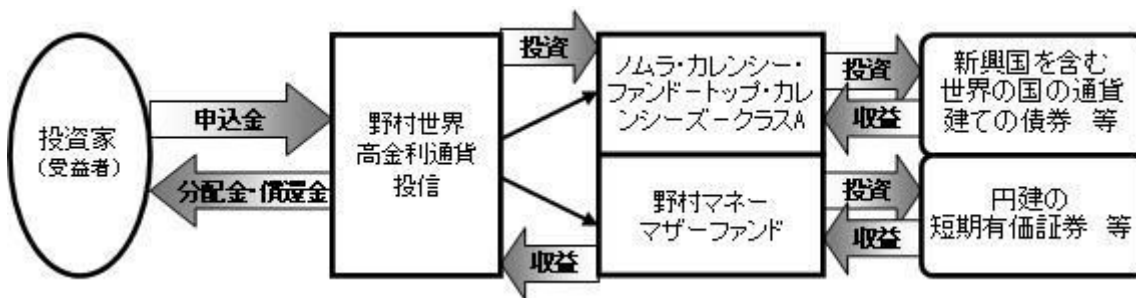 投資家
(受益者)
申込金
分配金・償還金
野村世界
高金利通貨
投信
投資
収益
ノムラ・カレンシー・
ファンドートップ・カレ
ンシーズークラスA
野村マネー
マザーファンド
投資
収益
投資
収益
新興国を含む
世界の国の通貨
建ての債券 等
円建の
短期有価証券 等